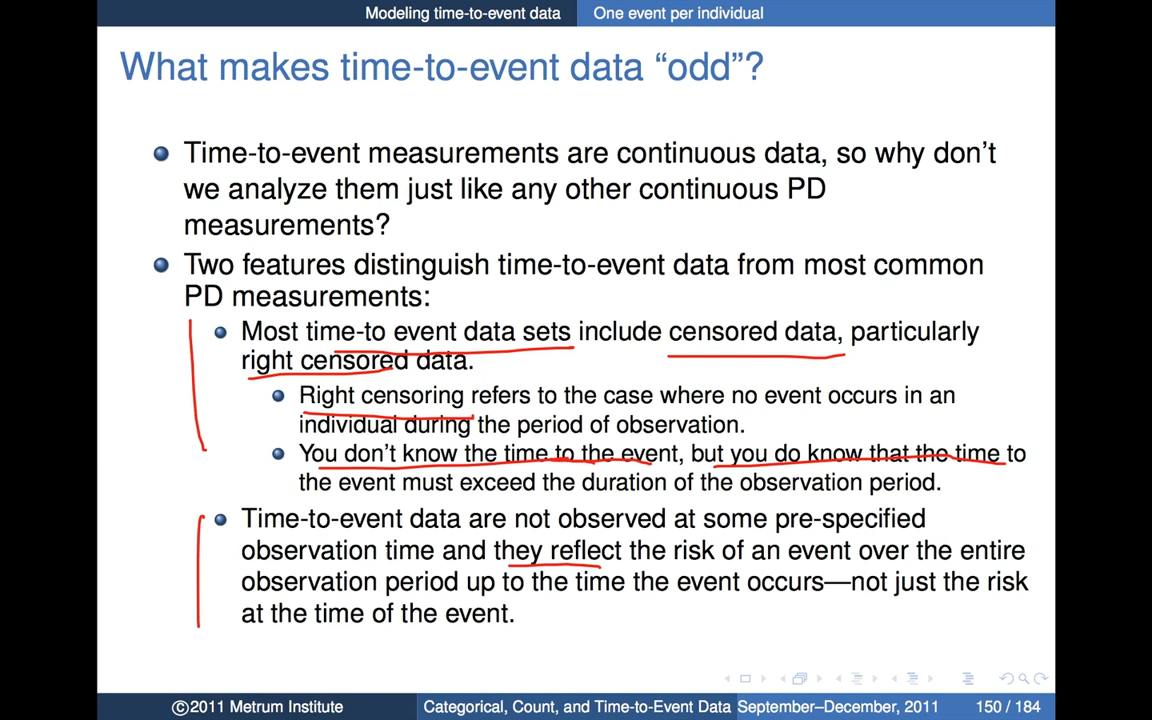 Modeling time-to-event data One event per individual
What makes time-to-event data “odd”?
Time-to-event measurements are continuous data, so why don’t
we analyze them just like any other continuous PD
measurements?
Two features distinguish time-to-event data from most common
PD measurements:
Most time-to event data sets include censored data, particularly
right censored data.
Right censoring refers to the case where no event occurs in an
individual during the period of observation.
You don’t know the time to the event, but you do know that the time to
the event must exceed the duration of the observation period.
Time-to-event data are not observed at some pre-specified
observation time and they reflect the risk of an event over the entire
observation period up to the time the event occurs—not just the risk
at the time of the event.
©2011 Metrum Institute Categorical, Count, and Time-to-Event Data September–December, 2011 150 / 184